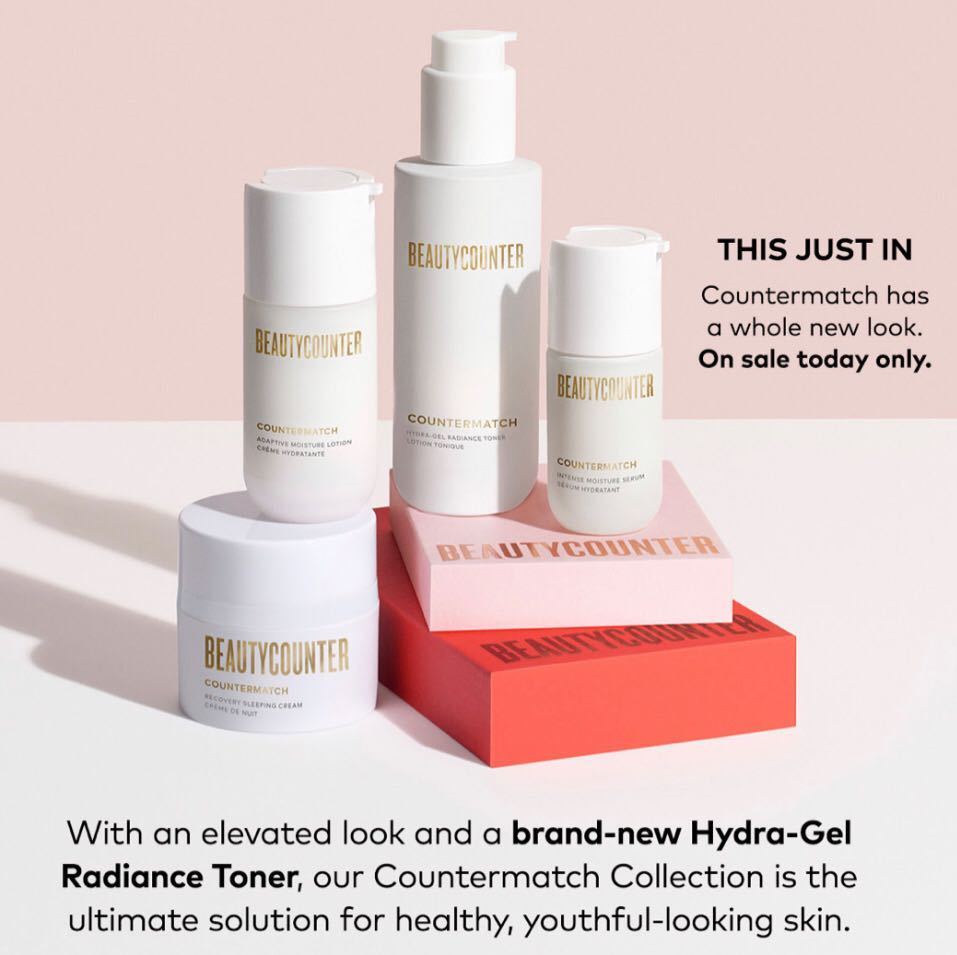 BEAUTYCOUNTER
COUNTERMATCH
HYDRA-GEL RADIANCE TONER
LOTION TONIQUE
BEAUTYCOUNTER
COUNTERMATCH
ADAPTIVE MOISTURE LOTION
CRÈME HYDRATANTE
BEAUTYCOUNTER
COUNTERMATCH
INTENSE MOISTURE SERUM
SÉRUM HYDRATANT
THIS JUST IN
Countermatch has
a whole new look.
On sale today only.
BEAUTYCOUNTER
BEAUTYCOUNTER
BEAUTYCOUNTER
COUNTERMATCH
RECOVERY SLEEPING CREAM
CRÈME DE NUIT
With an elevated look and a brand-new Hydra-Gel
Radiance Toner, our Countermatch Collection is the
ultimate solution for healthy, youthful-looking skin.